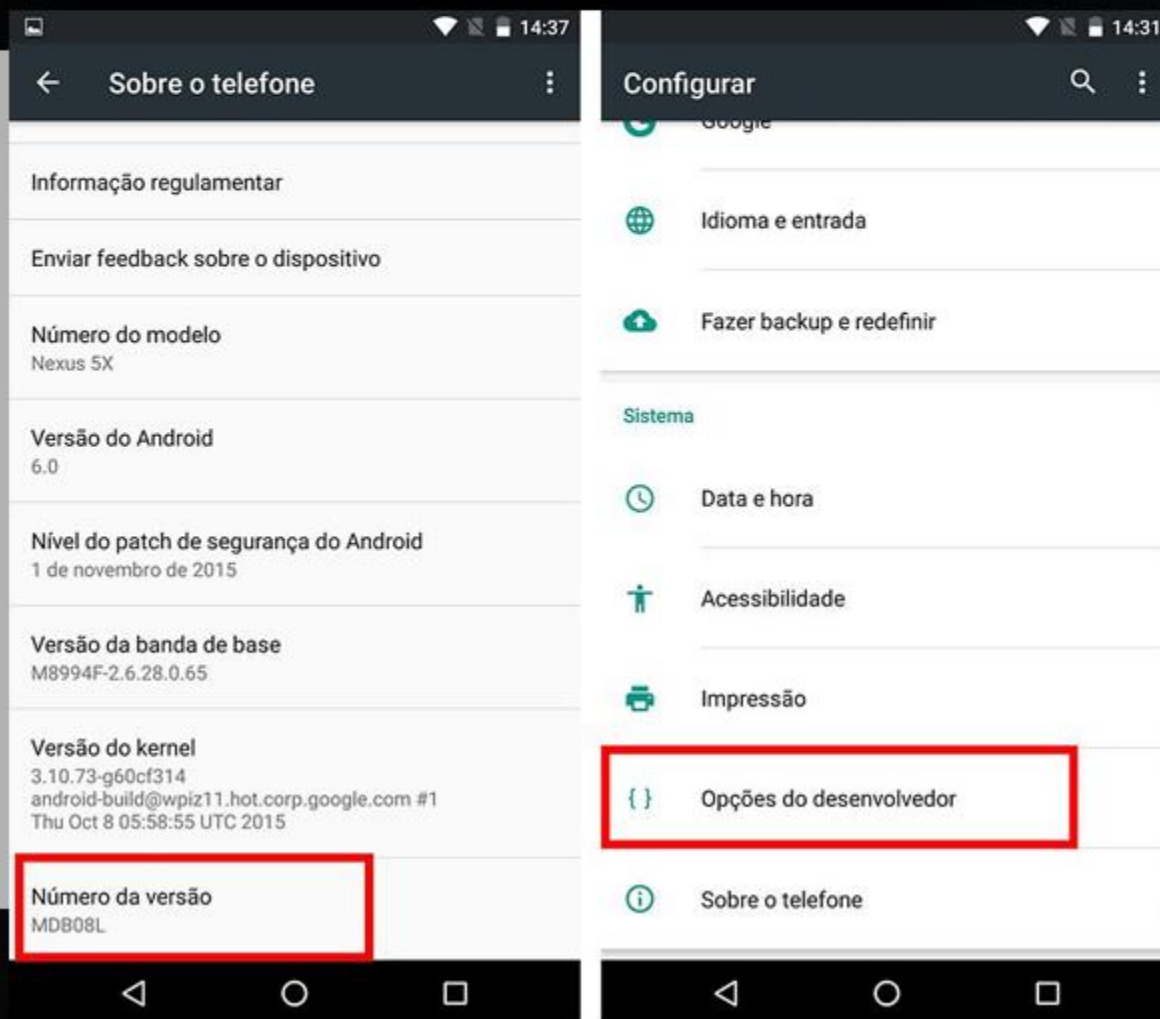 14:37
Sobre o telefone
Informação regulamentar
Enviar feedback sobre o dispositivo
Número do modelo
Nexus 5X
Versão do Android
6.0
Nível do patch de segurança do Android
1 de novembro de 2015
Versão da banda de base
M8994F-2.6.28.0.65
Versão do kernel
3.10.73-g60cf314
android-build@wpiz11.hot.corp.google.com #1
Thu Oct 8 05:58:55 UTC 2015
Número da versão
MDB08L
14:31
Configurar
Google
Idioma e entrada
Fazer backup e redefinir
Sistema
Data e hora
Acessibilidade
Impressão
{ } Opções do desenvolvedor
Sobre o telefone